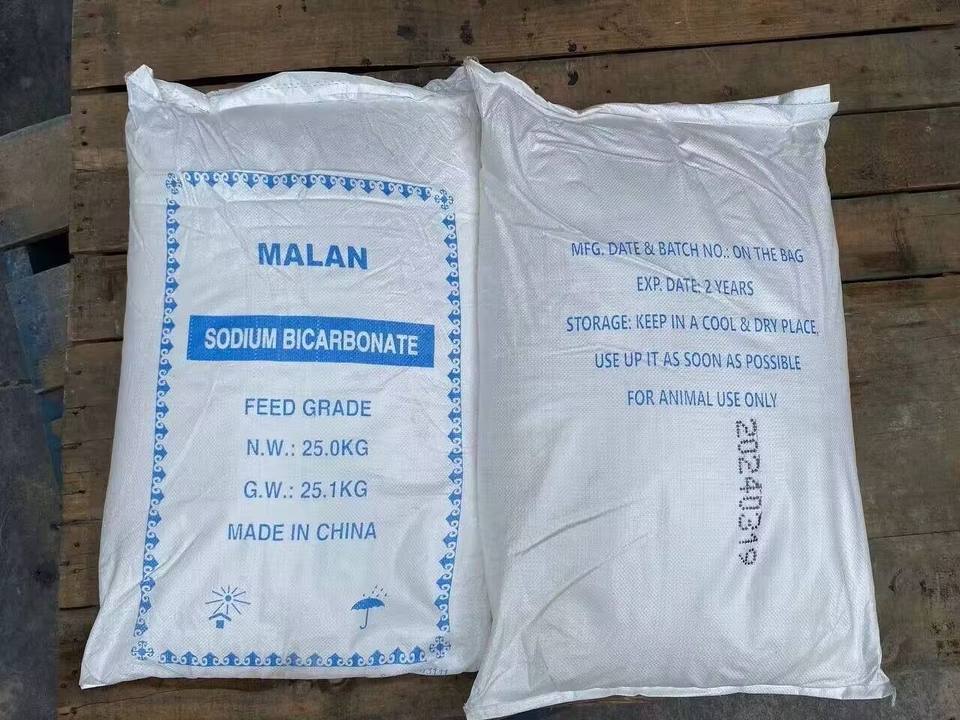 MALAN
SODIUM BICARBONATE
FEED GRADE
N.W.: 25.0KG
G.W.: 25.1KG
MADE IN CHINA
MFG. DATE & BATCH NO.: ON THE BAG
EXP. DATE: 2 YEARS
STORAGE: KEEP IN A COOL & DRY PLACE,
USE UP IT AS SOON AS POSSIBLE
FOR ANIMAL USE ONLY